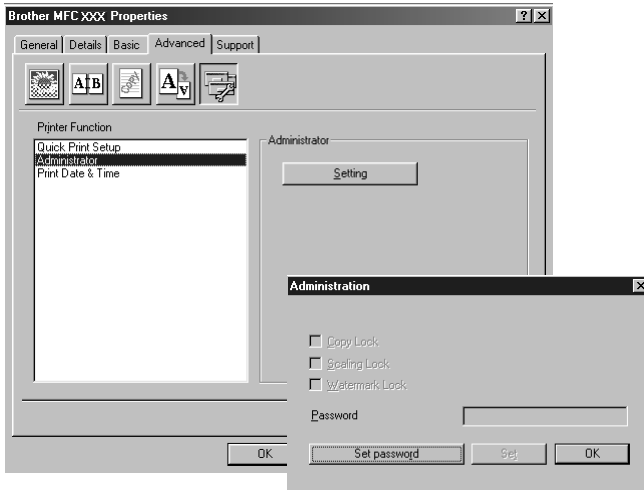 Brother MFC XXX Properties
General Details Basic Advanced Support
A B
Copy
A A
Printer Function
Quick Print Setup
Administrator
Print Date & Time
Administrator
Setting
OK
Administration
Copy Lock
Scaling Lock
Watermark Lock
Password
Set password Set OK